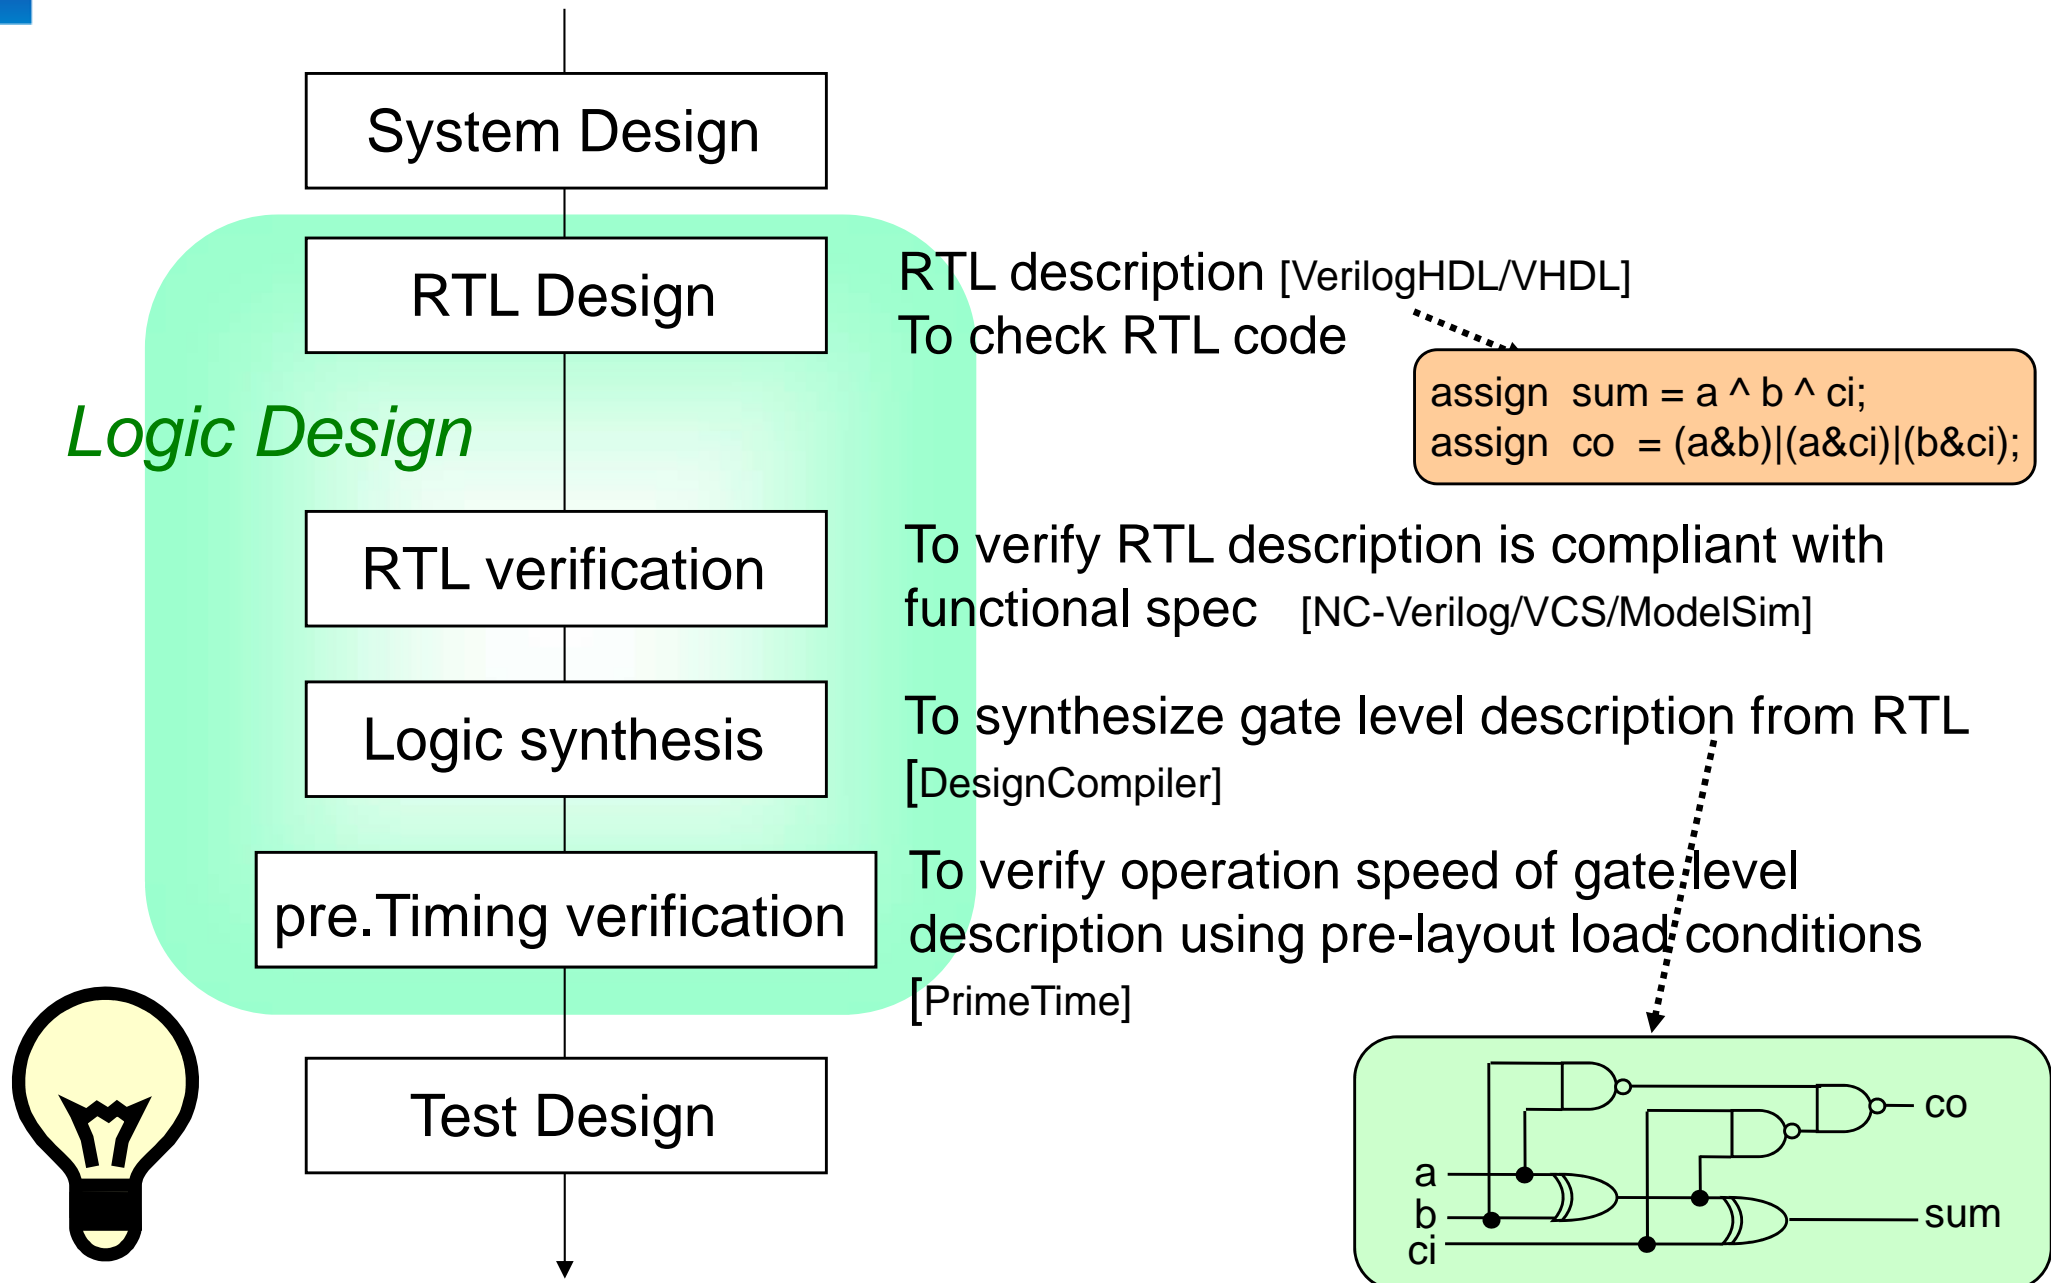 System Design
RTL Design
RTL description [VerilogHDL/VHDL]
To check RTL code
assign sum = a ^ b ^ ci;
assign co = (a&b)|(a&ci)|(b&ci);
Logic Design
RTL verification
To verify RTL description is compliant with
functional spec [NC-Verilog/VCS/ModelSim]
Logic synthesis
To synthesize gate level description from RTL
[DesignCompiler]
pre.Timing verification
To verify operation speed of gate level
description using pre-layout load conditions
[PrimeTime]
Test Design
co
a
b
ci
sum